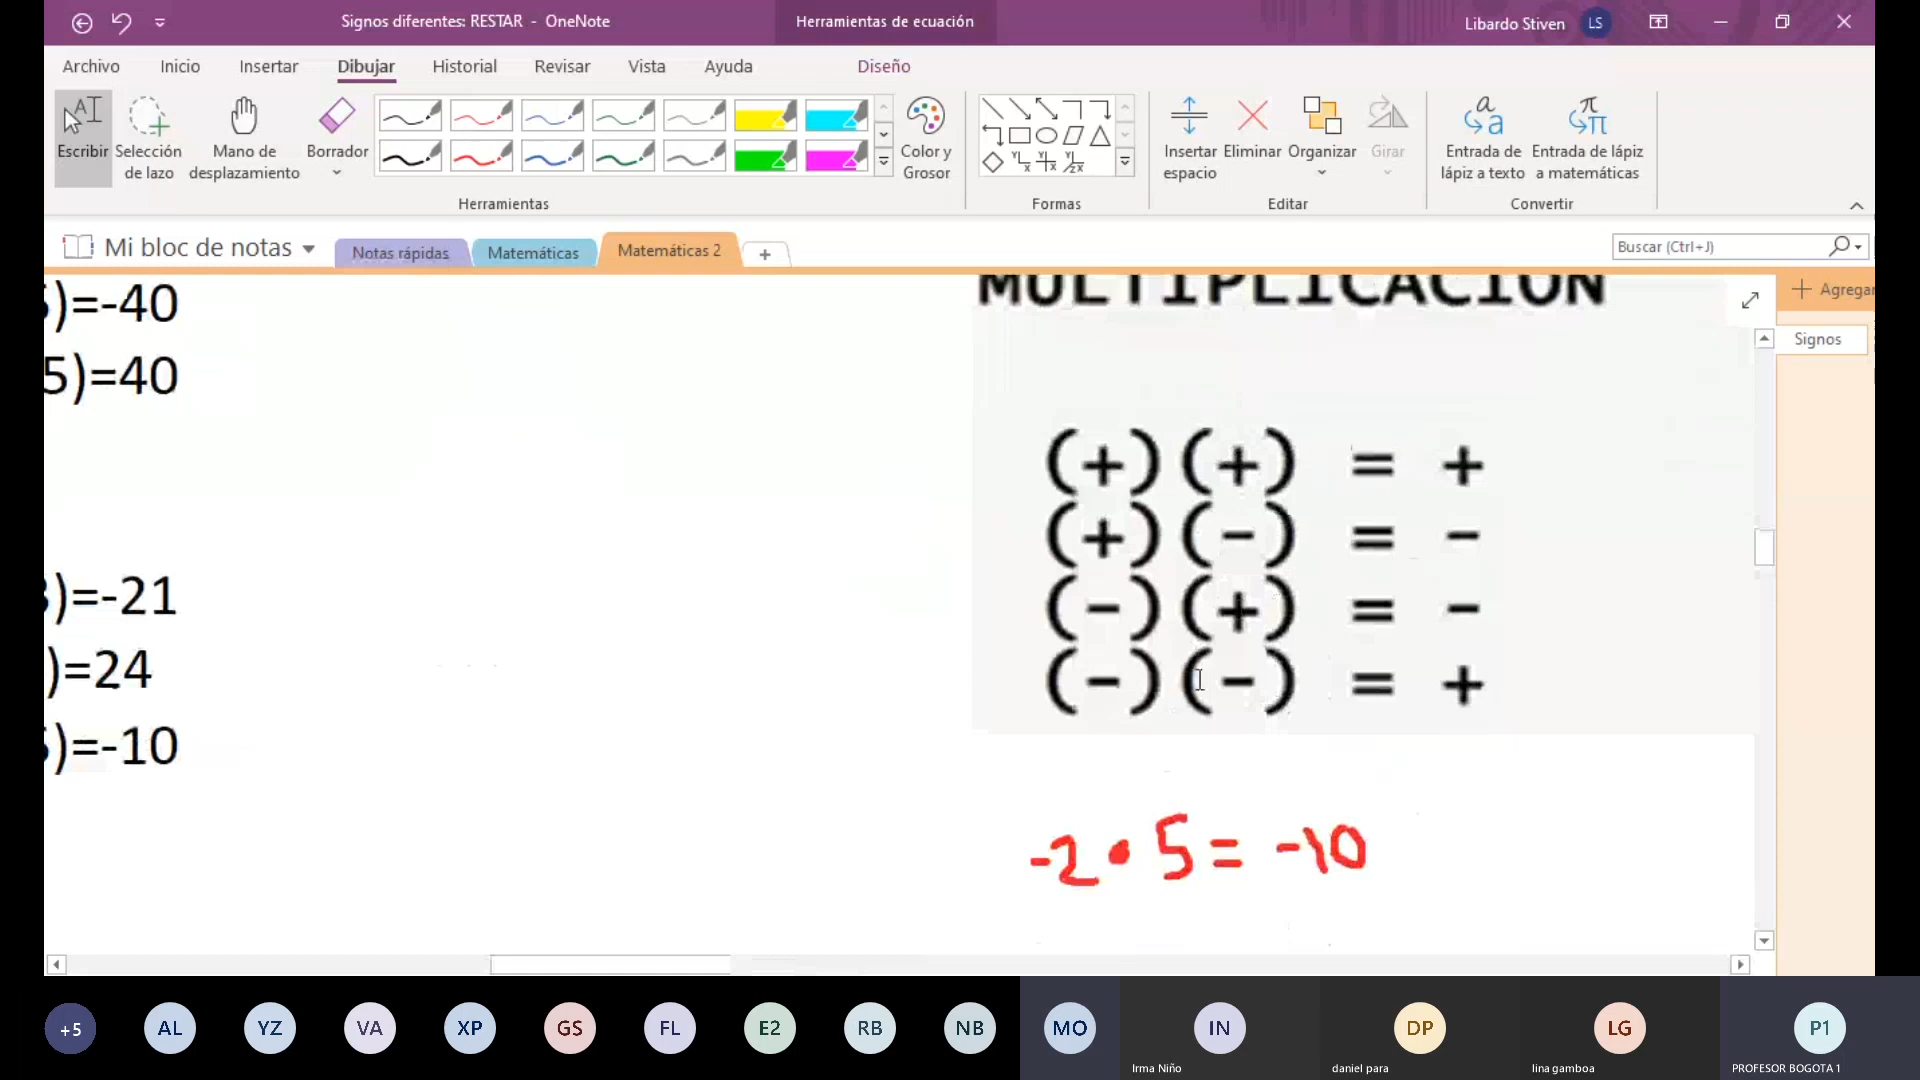 Signos diferentes: RESTAR - OneNote
Herramientas de ecuación
Libardo Stiven LS
Archivo Inicio Insertar Dibujar Historial Revisar Vista Ayuda Diseño
Escribir
Selección de lazo
Mano de desplazamiento
Borrador
Color y Grosor
Insertar espacio
Eliminar
Organizar
Girar
Entrada de lápiz a texto
Entrada de lápiz a matemáticas
Herramientas Formas Editar Convertir
Mi bloc de notas Notas rápidas Matemáticas Matemáticas 2 +
Buscar (Ctrl+J)
Agregar
Signos
)=-40
5)=40
)=-21
)=24
)=-10
MULTIPLICACION
(+)(+) = +
(+)(-) = -
(-)(+) = -
(-)(-) = +
-2•5= -10
+5 AL YZ VA XP GS FL E2 RB NB MO IN DP LG P1
Irma Niño daniel para lina gamboa PROFESOR BOGOTA 1